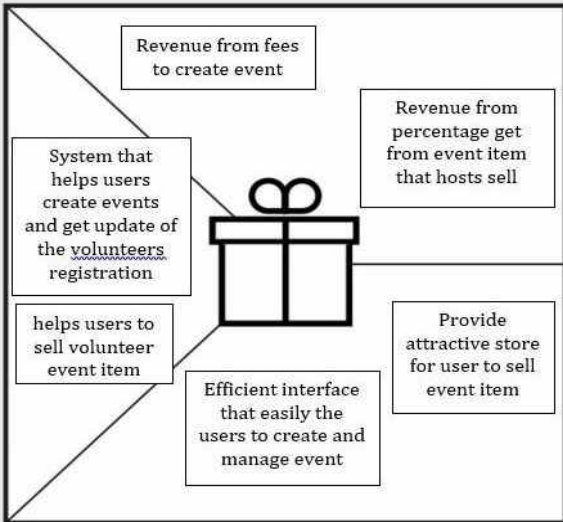 Revenue from fees
to create event
Revenue from
percentage get
from event item
that hosts sell
System that
helps users
create events
and get update of
the volunteers
registration
helps users to
sell volunteer
event item
Provide
attractive store
for user to sell
event item
Efficient interface
that easily the
users to create and
manage event